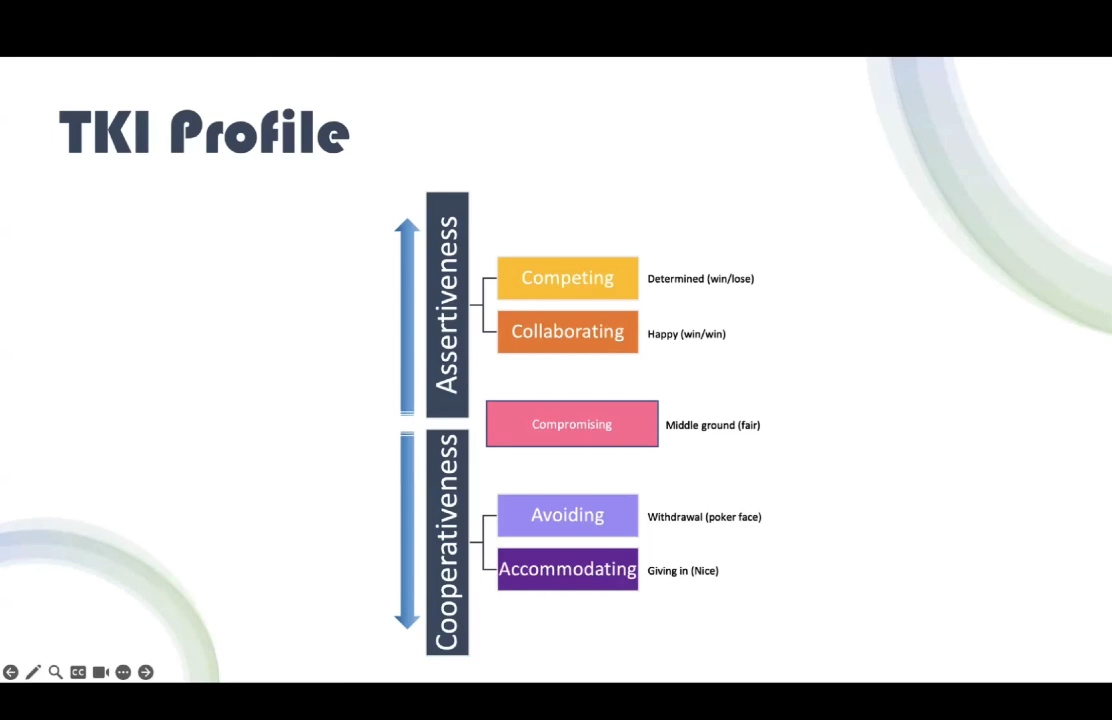 TKI Profile
Assertiveness
Competing
Determined (win/lose)
Collaborating
Happy (win/win)
Compromising
Middle ground (fair)
Cooperativeness
Avoiding
Withdrawal (poker face)
Accommodating
Giving in (Nice)
CC